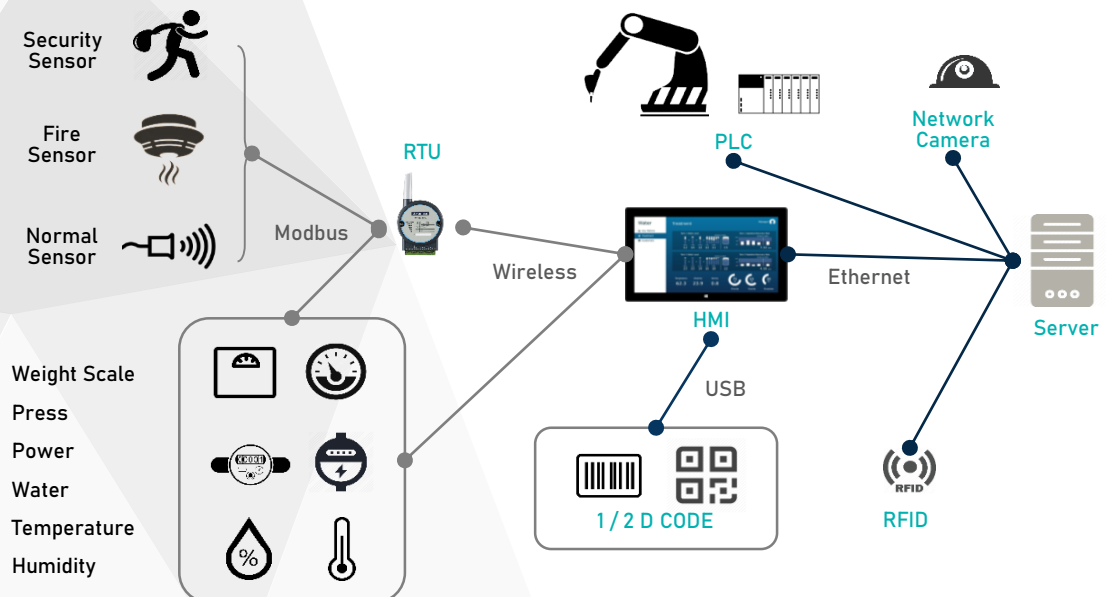 Security
Sensor
Fire
Sensor
Normal
Sensor
Modbus
RTU
Wireless
PLC
Network
Camera
HMI
Ethernet
Server
USB
Weight Scale
Press
Power
Water
Temperature
Humidity
%
1 / 2 D CODE
RFID
RFID